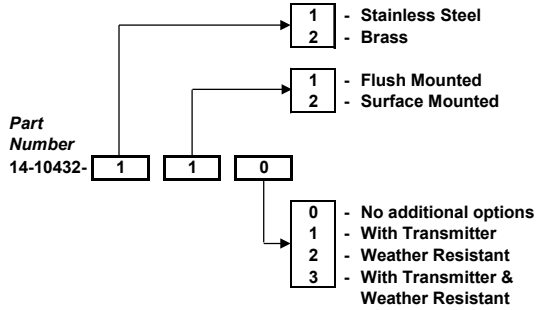 1 - Stainless Steel
2 - Brass
1 - Flush Mounted
2 - Surface Mounted
Part
Number
14-10432- 1 1 0
0 - No additional options
1 - With Transmitter
2 - Weather Resistant
3 - With Transmitter &
Weather Resistant